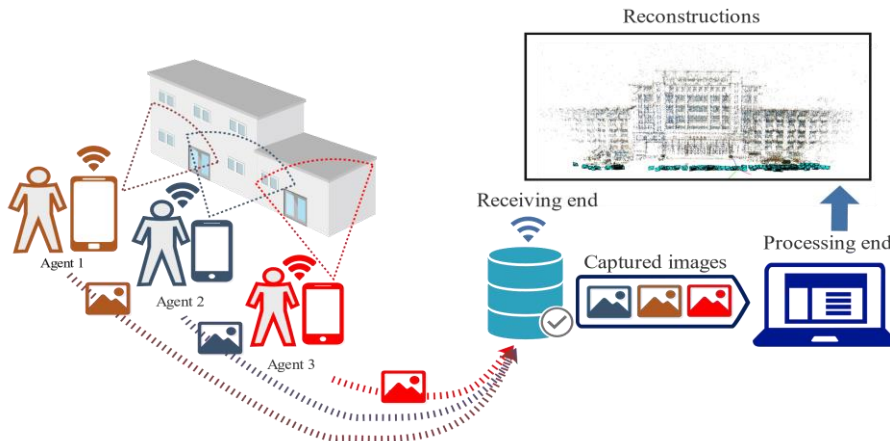 Reconstructions
Receiving end
Processing end
Captured images
Agent 1
Agent 2
Agent 3